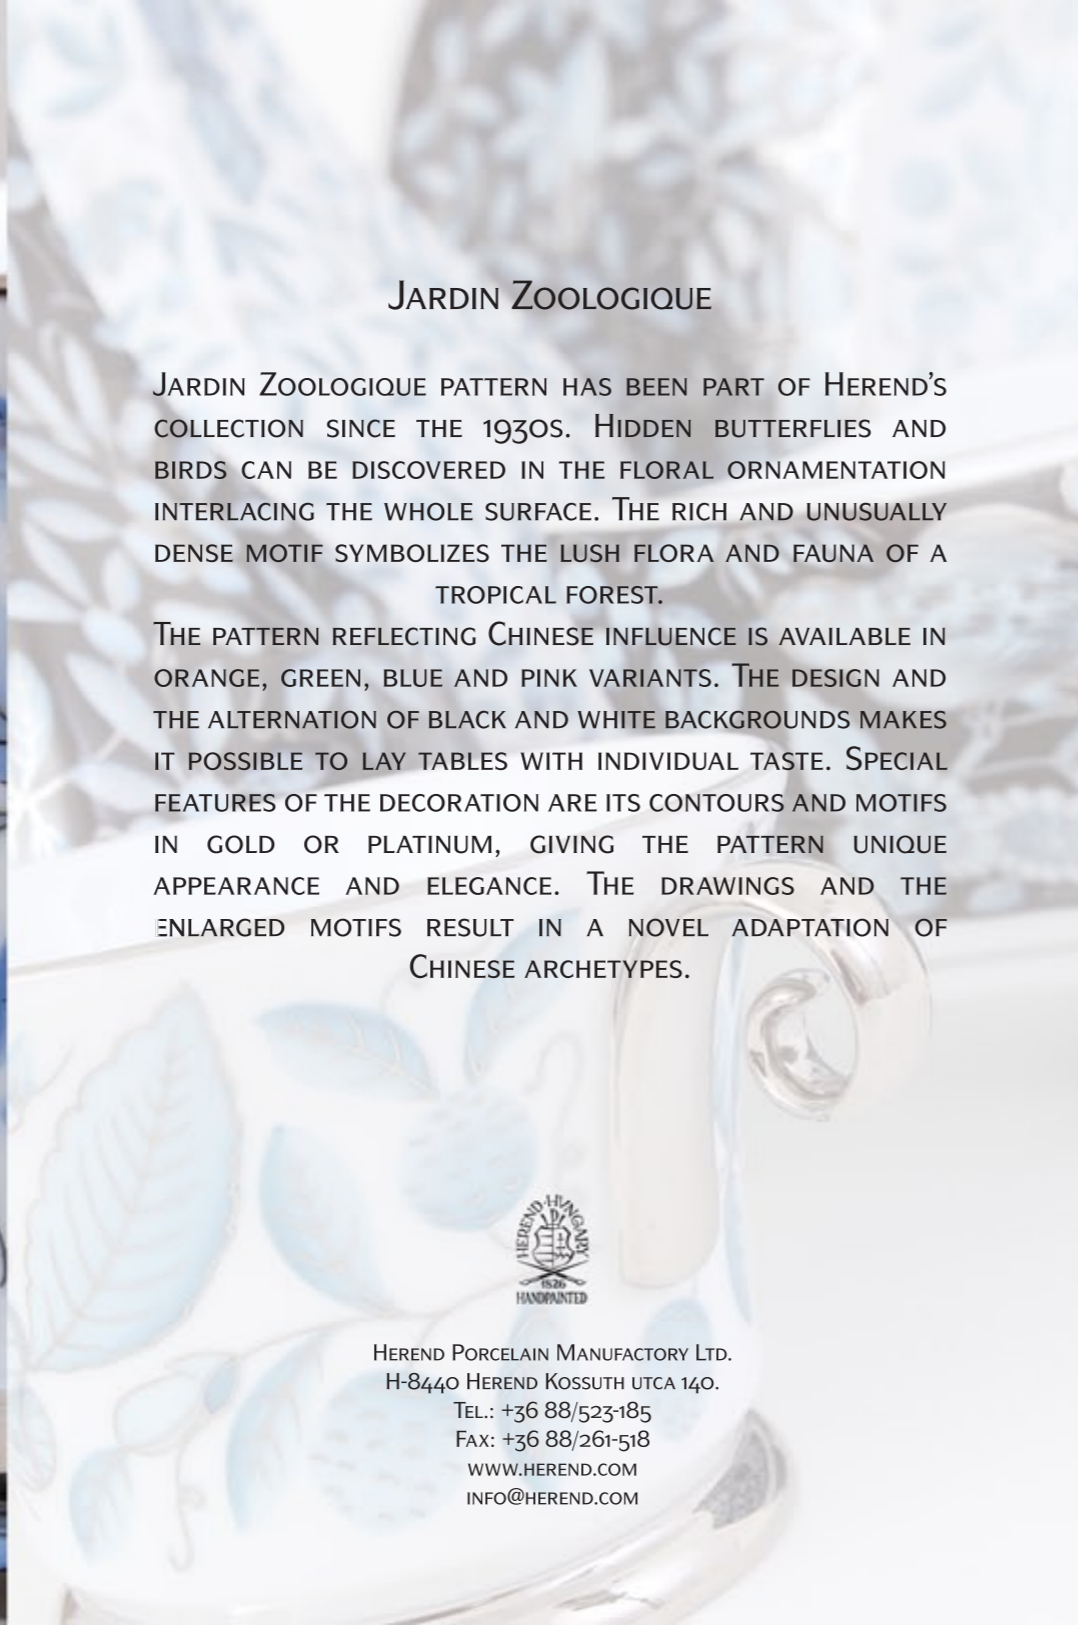 Jardin Zoologique
Jardin Zoologique pattern has been part of Herend's
collection since the 1930s. Hidden butterflies and
birds can be discovered in the floral ornamentation
interlacing the whole surface. The rich and unusually
dense motif symbolizes the lush flora and fauna of a
tropical forest.
The pattern reflecting Chinese influence is available in
orange, green, blue and pink variants. The design and
the alternation of black and white backgrounds makes
it possible to lay tables with individual taste. Special
features of the decoration are its contours and motifs
in gold or platinum, giving the pattern unique
appearance and elegance. The drawings and the
enlarged motifs result in a novel adaptation of
Chinese archetypes.
HEREND·HVNGARY
1826
HANDPAINTED
Herend Porcelain Manufactory Ltd.
H-8440 Herend Kossuth utca 140.
Tel.: +36 88/523-185
Fax: +36 88/261-518
www.herend.com
info@herend.com